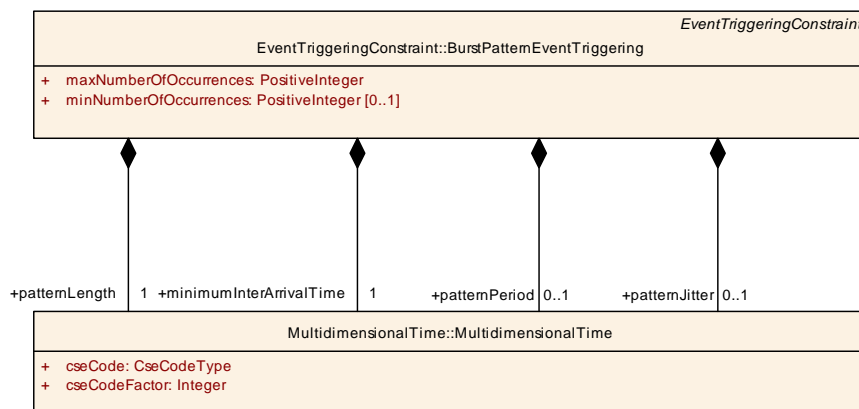 EventTriggeringConstraint
EventTriggeringConstraint::BurstPatternEventTriggering
+ maxNumberOfOccurrences: PositiveInteger
+ minNumberOfOccurrences: PositiveInteger [0..1]
+patternLength 1 +minimumInterArrivalTime 1 +patternPeriod 0..1 +patternJitter 0..1
MultidimensionalTime::MultidimensionalTime
+ cseCode: CseCodeType
+ cseCodeFactor: Integer